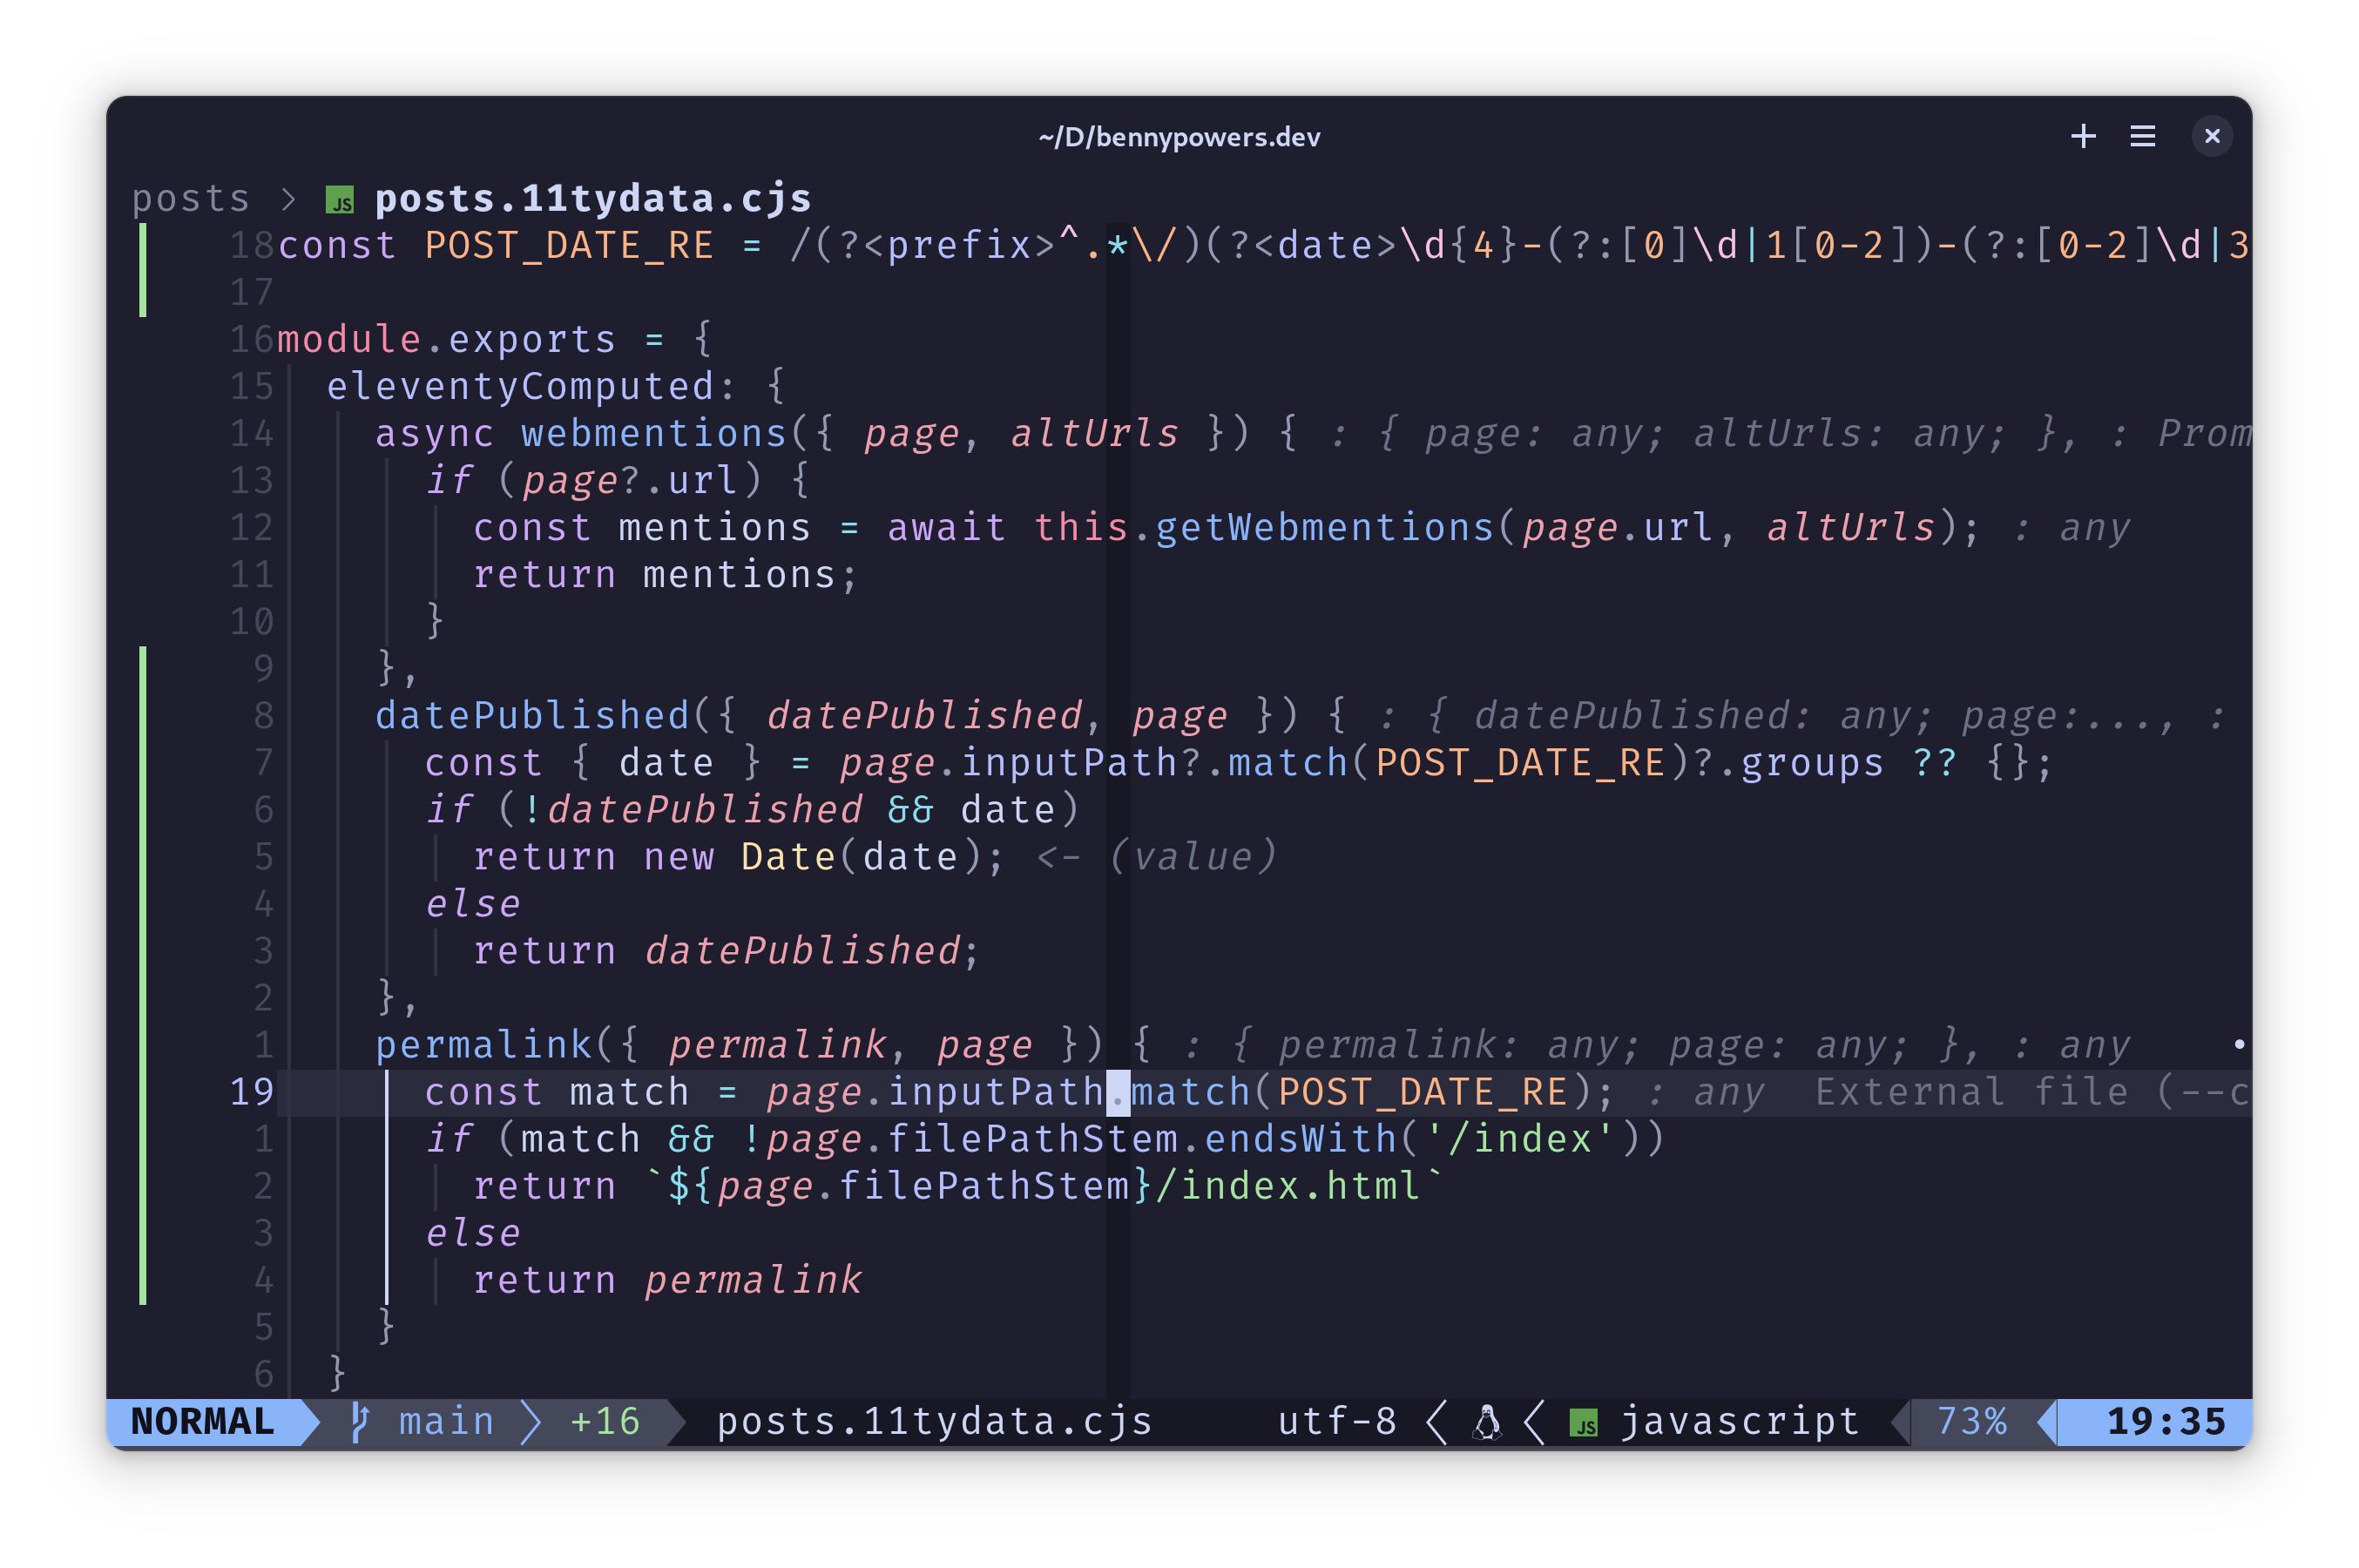 ~/D/bennypowers.dev
posts > JS posts.11tydata.cjs
18const POST_DATE_RE = /(?<prefix>^.*\/)(?<date>\d{4}-(?:[0]\d|1[0-2])-(?:[0-2]\d|3
17
16module.exports = {
15  eleventyComputed: {
14    async webmentions({ page, altUrls }) { : { page: any; altUrls: any; }, : Prom
13      if (page?.url) {
12        const mentions = await this.getWebmentions(page.url, altUrls); : any
11        return mentions;
10      }
9    },
8    datePublished({ datePublished, page }) { : { datePublished: any; page:..., :
7      const { date } = page.inputPath?.match(POST_DATE_RE)?.groups ?? {};
6      if (!datePublished && date)
5        return new Date(date); <- (value)
4      else
3        return datePublished;
2    },
1    permalink({ permalink, page }) { : { permalink: any; page: any; }, : any    •
19      const match = page.inputPath.match(POST_DATE_RE); : any  External file (--c
1      if (match && !page.filePathStem.endsWith('/index'))
2        return `${page.filePathStem}/index.html`
3      else
4        return permalink
5    }
6  }
NORMAL main +16 posts.11tydata.cjs utf-8 JS javascript 73% 19:35